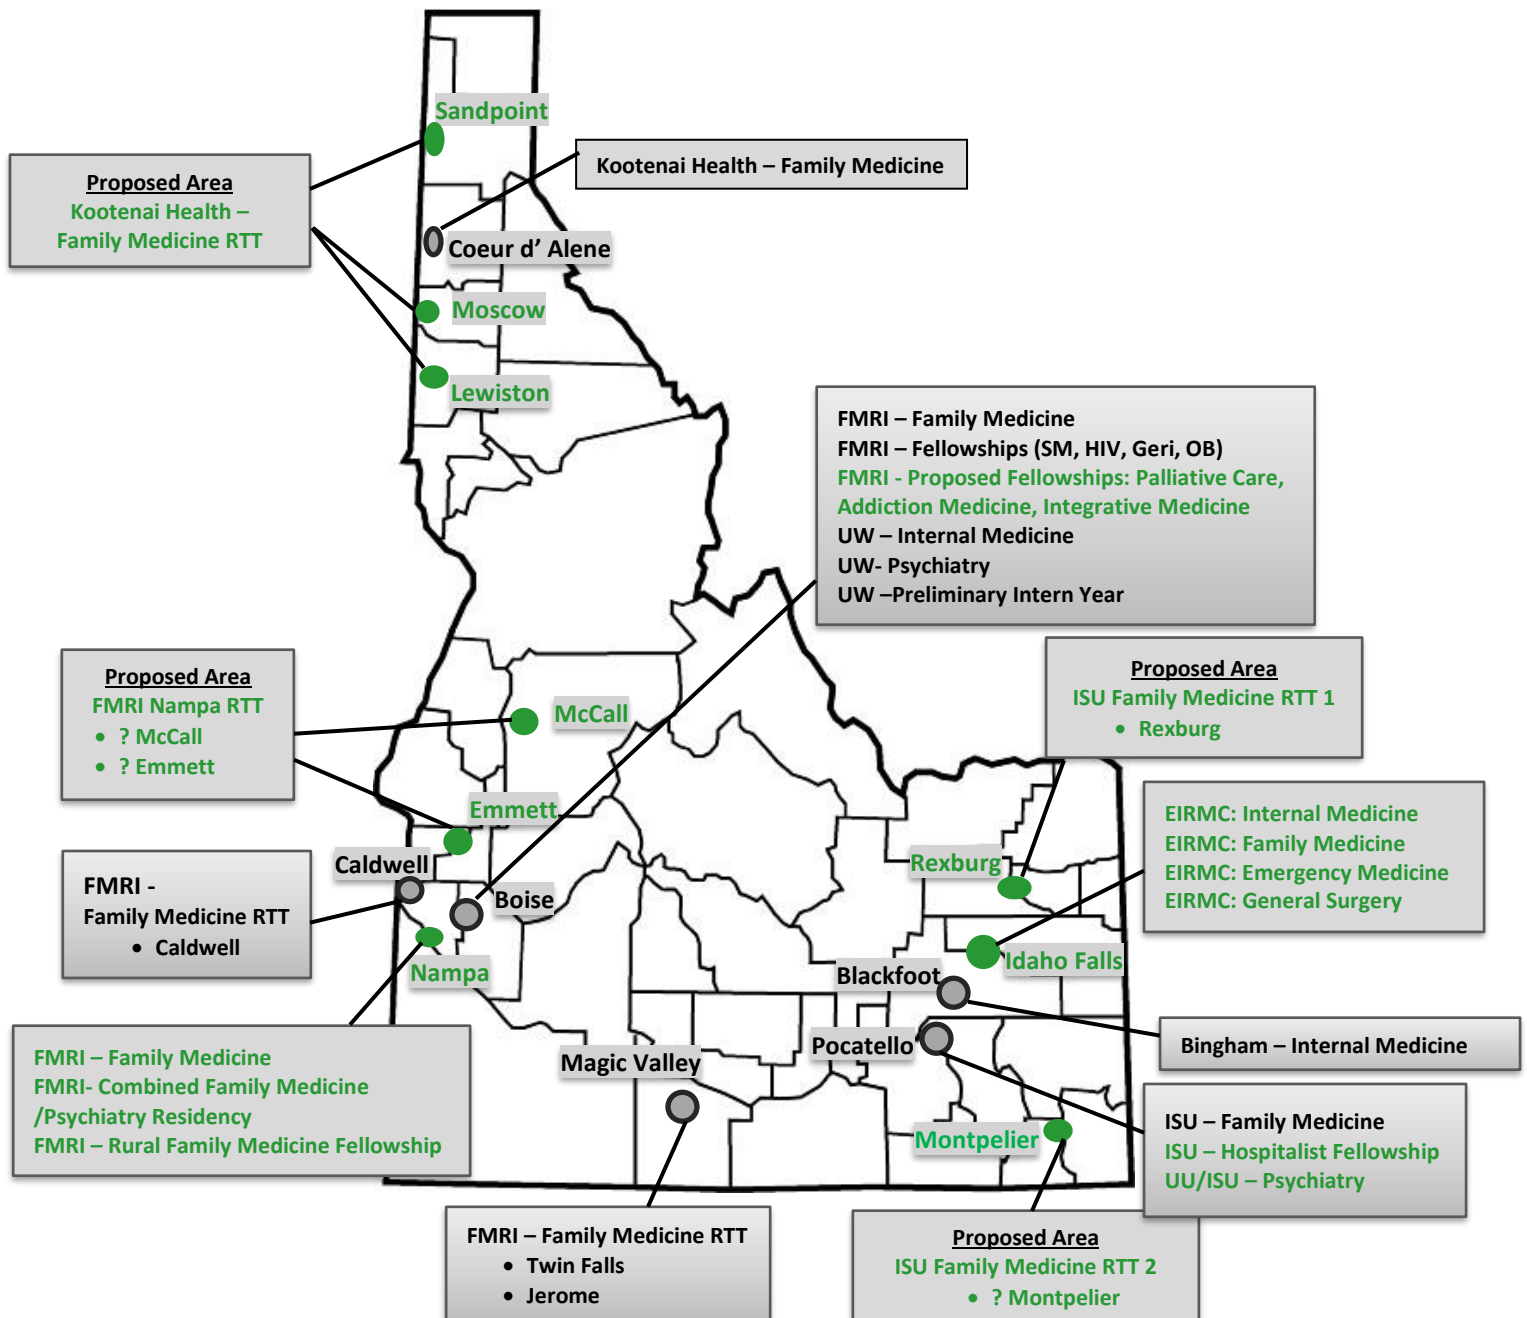 Sandpoint
Kootenai Health – Family Medicine
Proposed Area
Kootenai Health –
Family Medicine RTT
Coeur d’ Alene
Moscow
Lewiston
FMRI – Family Medicine
FMRI – Fellowships (SM, HIV, Geri, OB)
FMRI - Proposed Fellowships: Palliative Care,
Addiction Medicine, Integrative Medicine
UW – Internal Medicine
UW- Psychiatry
UW –Preliminary Intern Year
Proposed Area
FMRI Nampa RTT
• ? McCall
• ? Emmett
McCall
Proposed Area
ISU Family Medicine RTT 1
• Rexburg
Emmett
EIRMC: Internal Medicine
EIRMC: Family Medicine
EIRMC: Emergency Medicine
EIRMC: General Surgery
Caldwell
Rexburg
FMRI -
Family Medicine RTT
• Caldwell
Boise
Nampa
Idaho Falls
Blackfoot
Pocatello
Bingham – Internal Medicine
Magic Valley
FMRI – Family Medicine
FMRI- Combined Family Medicine
/Psychiatry Residency
FMRI – Rural Family Medicine Fellowship
Montpelier
ISU – Family Medicine
ISU – Hospitalist Fellowship
UU/ISU – Psychiatry
FMRI – Family Medicine RTT
• Twin Falls
• Jerome
Proposed Area
ISU Family Medicine RTT 2
• ? Montpelier